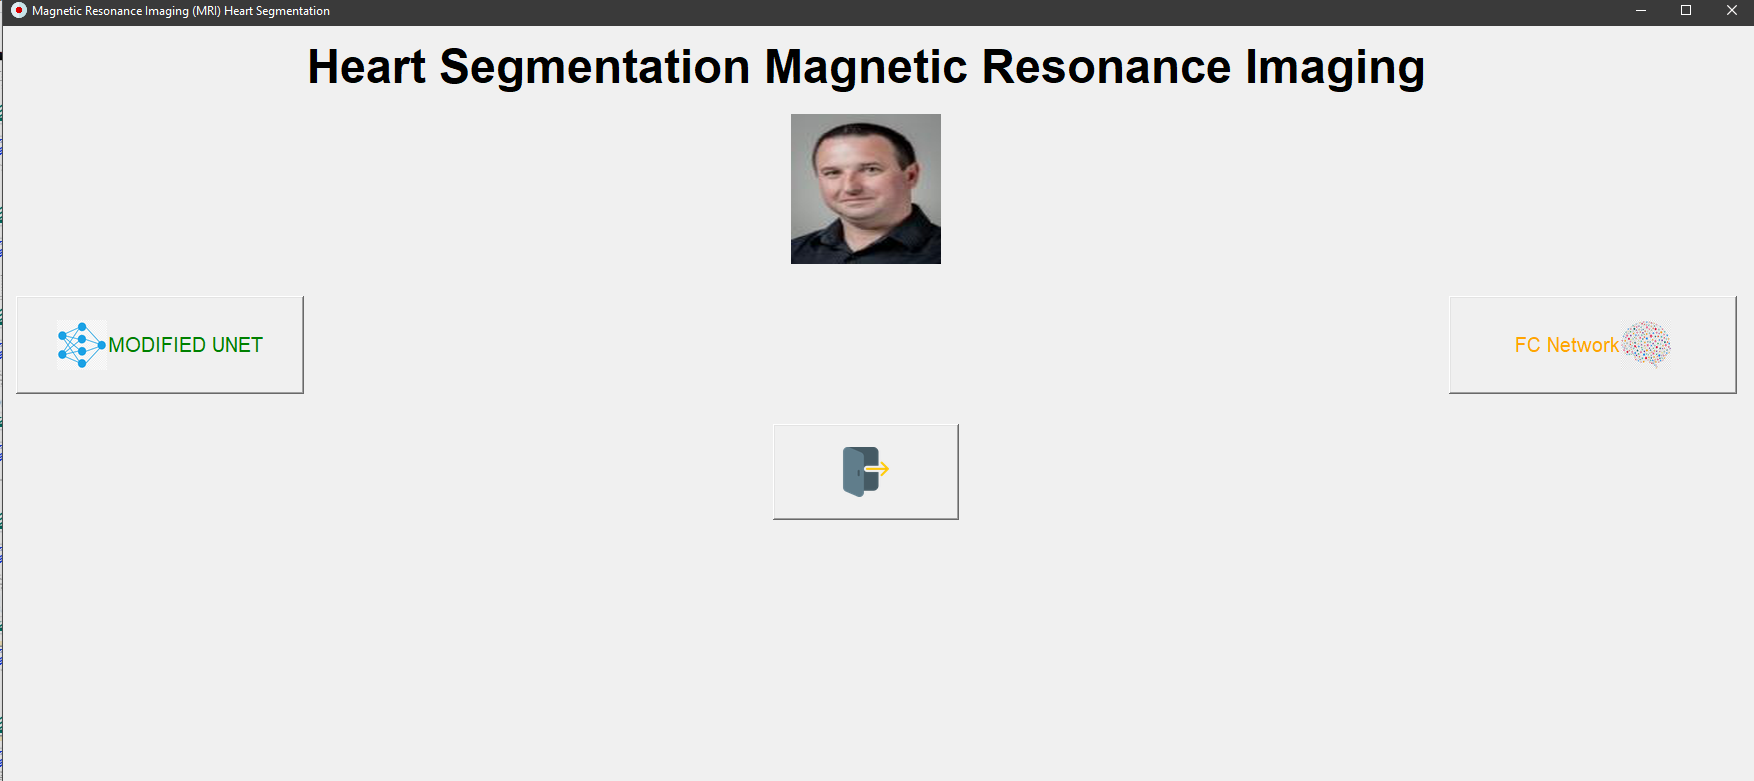 Magnetic Resonance Imaging (MRI) Heart Segmentation
Heart Segmentation Magnetic Resonance Imaging
MODIFIED UNET
FC Network